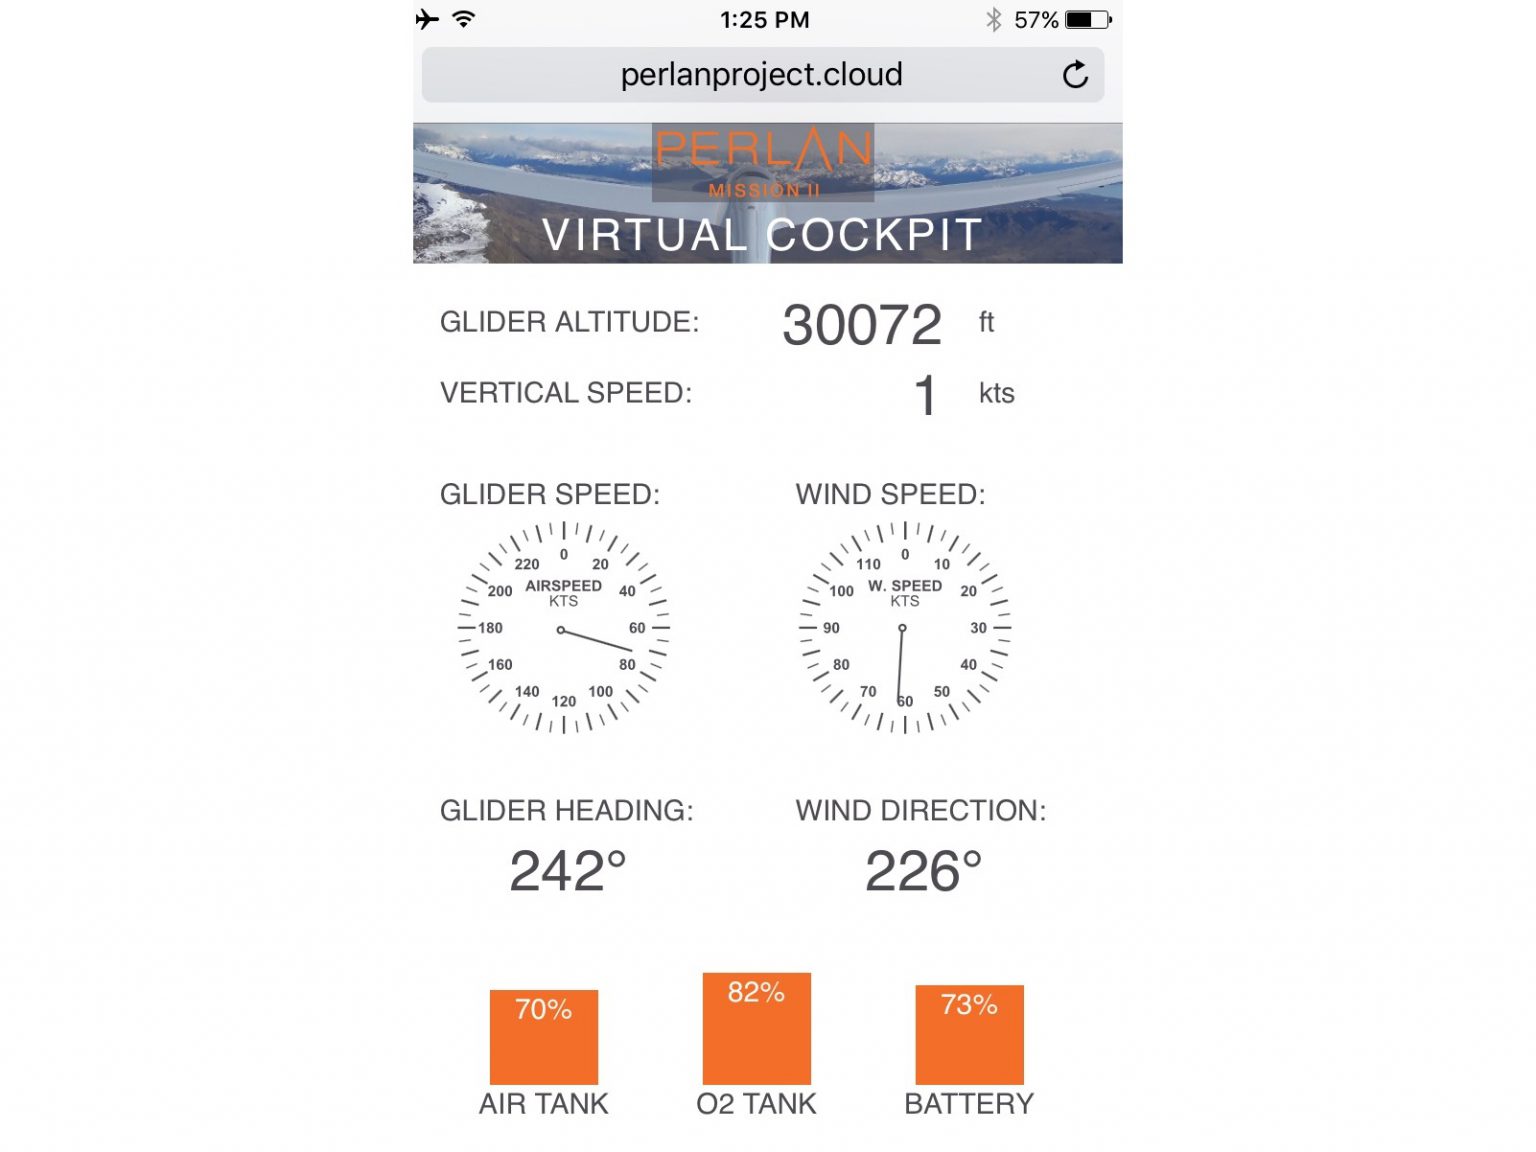 1:25 PM
57%
perlanproject.cloud
PERLAN
MISSION II
VIRTUAL COCKPIT
GLIDER ALTITUDE: 30072 ft
VERTICAL SPEED: 1 kts
GLIDER SPEED:
0
20
40
60
80
100
120
140
160
180
200
220
AIRSPEED
KTS
WIND SPEED:
0
10
20
30
40
50
60
70
80
90
100
110
W. SPEED
KTS
GLIDER HEADING:
242°
WIND DIRECTION:
226°
70%
AIR TANK
82%
O2 TANK
73%
BATTERY